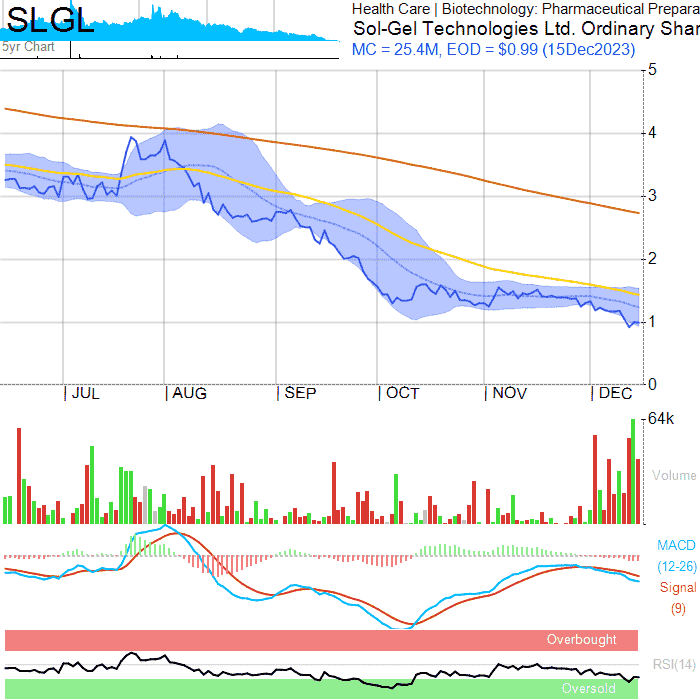 SLGL
5yr Chart
Health Care | Biotechnology: Pharmaceutical Prepara
Sol-Gel Technologies Ltd. Ordinary Shar
MC = 25.4M, EOD = $0.99 (15Dec2023)
5
4
3
2
1
0
| JUL | AUG | SEP | OCT | NOV | DEC
64k
Volume
MACD
(12-26)
Signal
(9)
Overbought
RSI(14)
Oversold